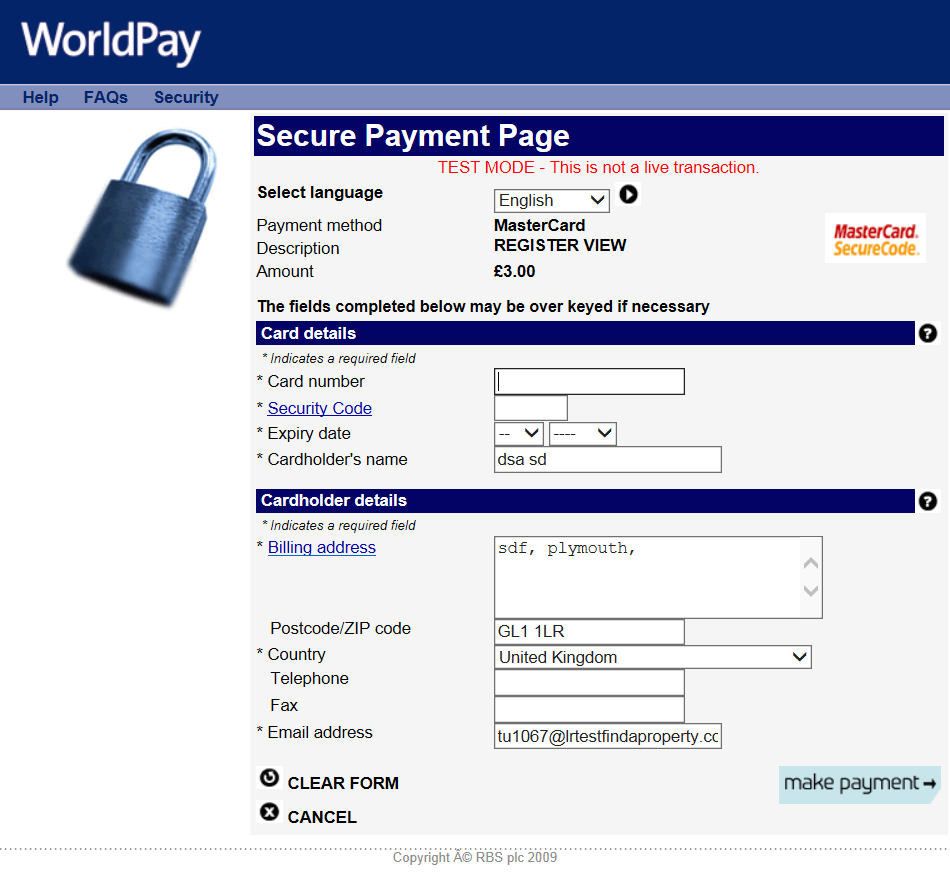 WorldPay
Help FAQs Security
Secure Payment Page
TEST MODE - This is not a live transaction.
Select language English
Payment method MasterCard
Description REGISTER VIEW
Amount £3.00
MasterCard.
SecureCode.
The fields completed below may be over keyed if necessary
Card details ?
* Indicates a required field
* Card number
* Security Code
* Expiry date -- ----
* Cardholder's name dsa sd
Cardholder details ?
* Indicates a required field
* Billing address sdf, plymouth,
Postcode/ZIP code GL1 1LR
* Country United Kingdom
Telephone
Fax
* Email address tu1067@lrtestfindaproperty.co
CLEAR FORM
make payment
CANCEL
Copyright Ã© RBS plc 2009